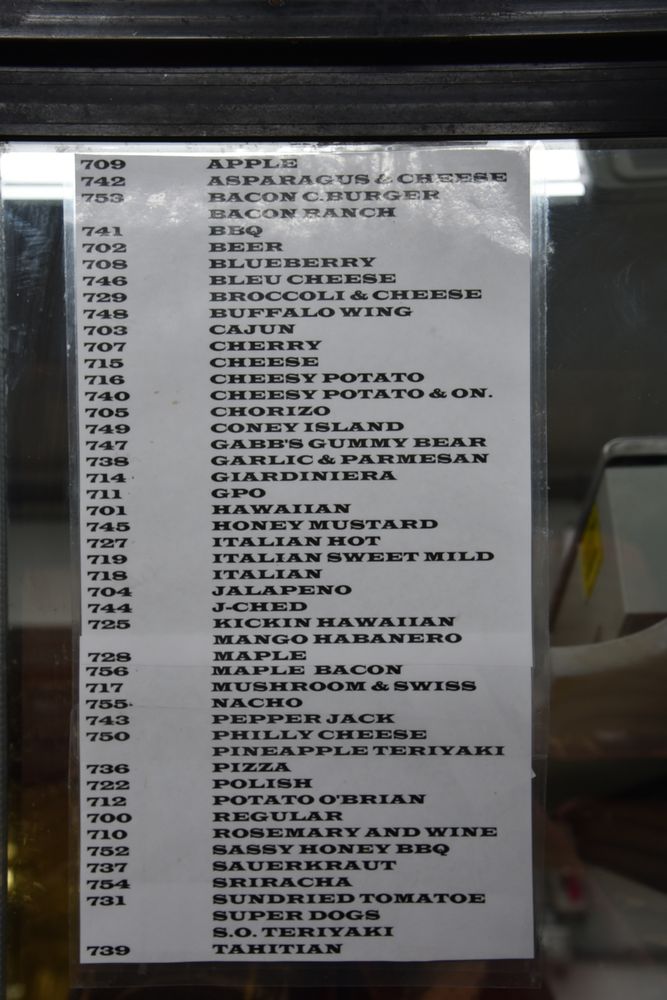 709 APPLE
742 ASPARAGUS & CHEESE
753 BACON C.BURGER
BACON RANCH
741 BBQ
702 BEER
708 BLUEBERRY
746 BLEU CHEESE
729 BROCCOLI & CHEESE
748 BUFFALO WING
703 CAJUN
707 CHERRY
715 CHEESE
716 CHEESY POTATO
740 CHEESY POTATO & ON.
705 CHORIZO
749 CONEY ISLAND
747 GABB'S GUMMY BEAR
738 GARLIC & PARMESAN
714 GIARDINIERA
711 GPO
701 HAWAIIAN
745 HONEY MUSTARD
727 ITALIAN HOT
719 ITALIAN SWEET MILD
718 ITALIAN
704 JALAPENO
744 J-CHED
725 KICKIN HAWAIIAN
MANGO HABANERO
728 MAPLE
756 MAPLE BACON
717 MUSHROOM & SWISS
755 NACHO
743 PEPPER JACK
750 PHILLY CHEESE
PINEAPPLE TERIYAKI
736 PIZZA
722 POLISH
712 POTATO O'BRIAN
700 REGULAR
710 ROSEMARY AND WINE
752 SASSY HONEY BBQ
737 SAUERKRAUT
754 SRIRACHA
731 SUNDRIED TOMATOE
SUPER DOGS
S.O. TERIYAKI
739 TAHITIAN